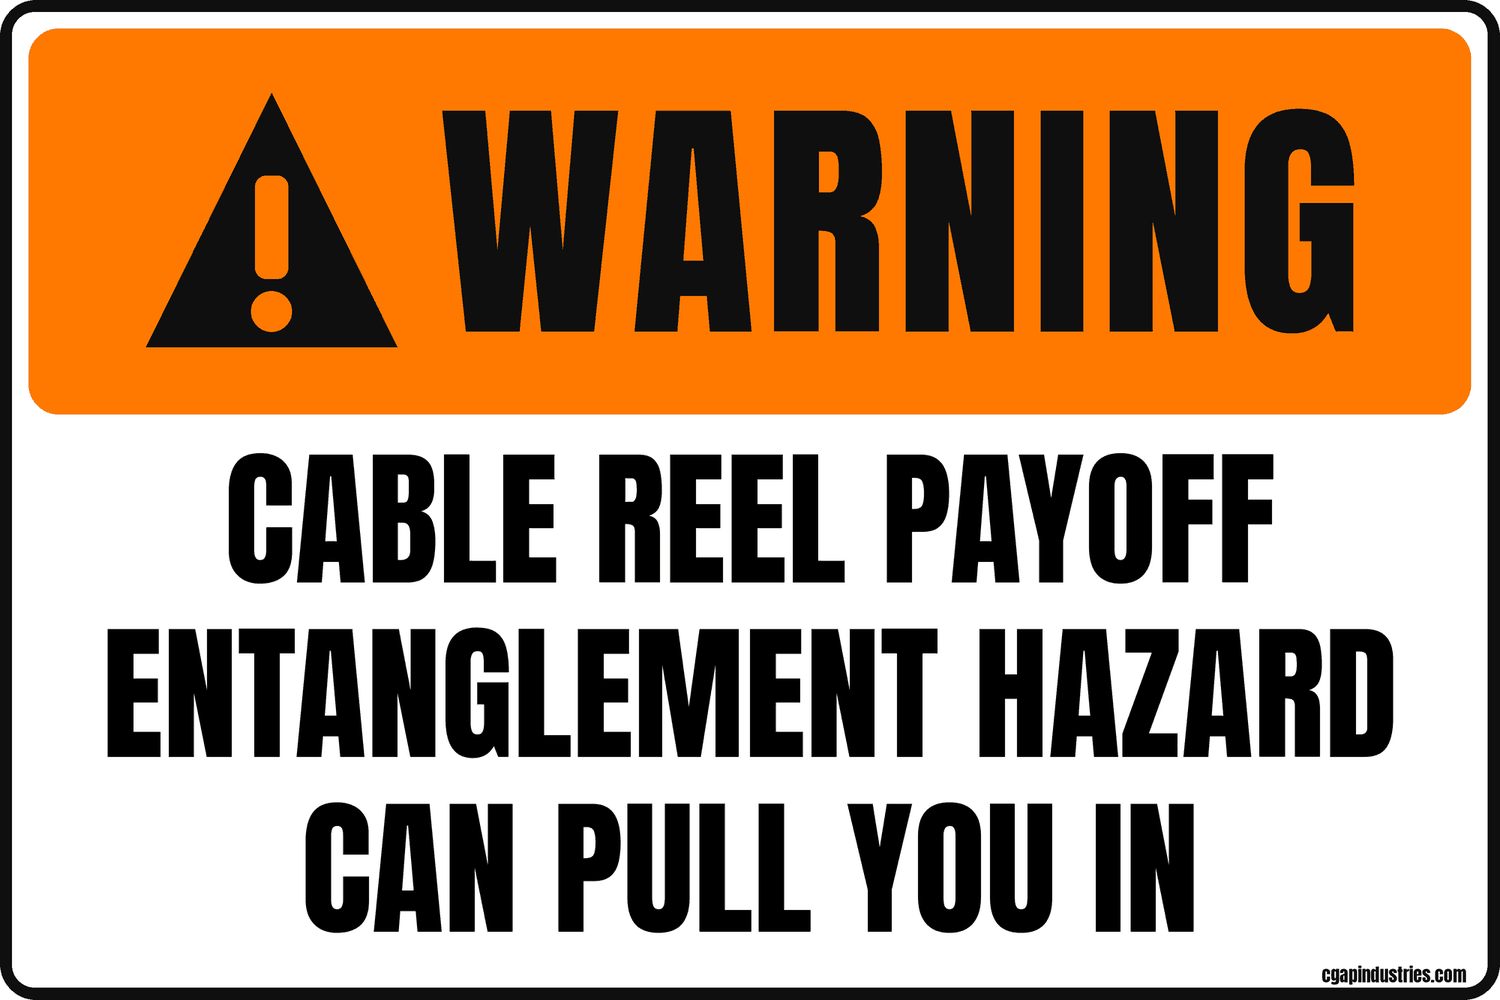 WARNING
CABLE REEL PAYOFF
ENTANGLEMENT HAZARD
CAN PULL YOU IN
cgapindustries.com